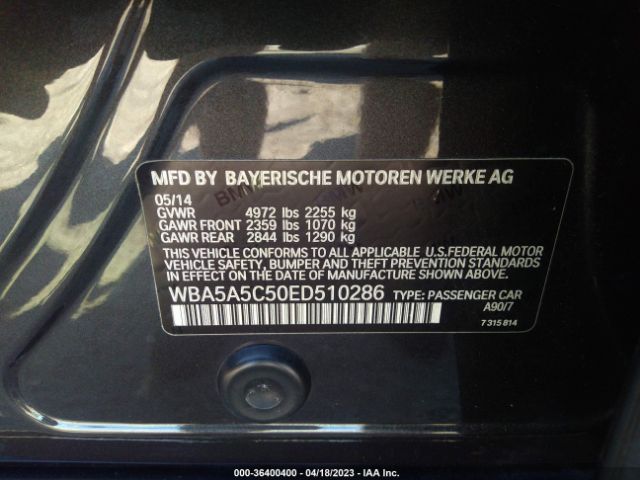 MFD BY BAYERISCHE MOTOREN WERKE AG
05/14
GVWR 4972 lbs 2255 kg
GAWR FRONT 2359 lbs 1070 kg
GAWR REAR 2844 lbs 1290 kg
THIS VEHICLE CONFORMS TO ALL APPLICABLE U.S.FEDERAL MOTOR
VEHICLE SAFETY, BUMPER, AND THEFT PREVENTION STANDARDS
IN EFFECT ON THE DATE OF MANUFACTURE SHOWN ABOVE.
WBA5A5C50ED510286 TYPE: PASSENGER CAR
A90/7
7 315 814
000-36400400 - 04/18/2023 - IAA Inc.